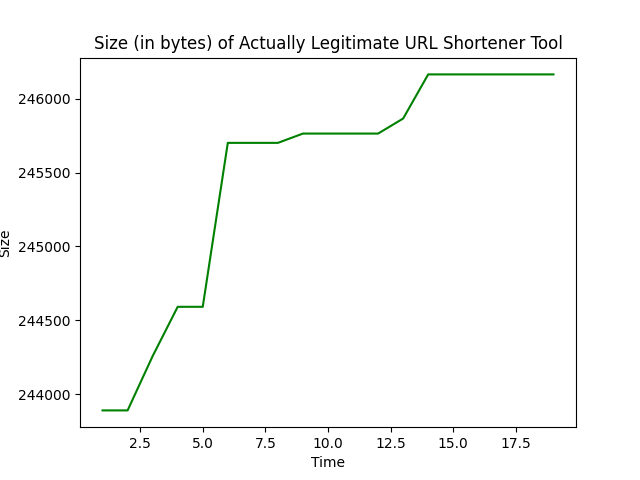 Size (in bytes) of Actually Legitimate URL Shortener Tool
246000
245500
245000
244500
244000
Size
2.5 5.0 7.5 10.0 12.5 15.0 17.5
Time